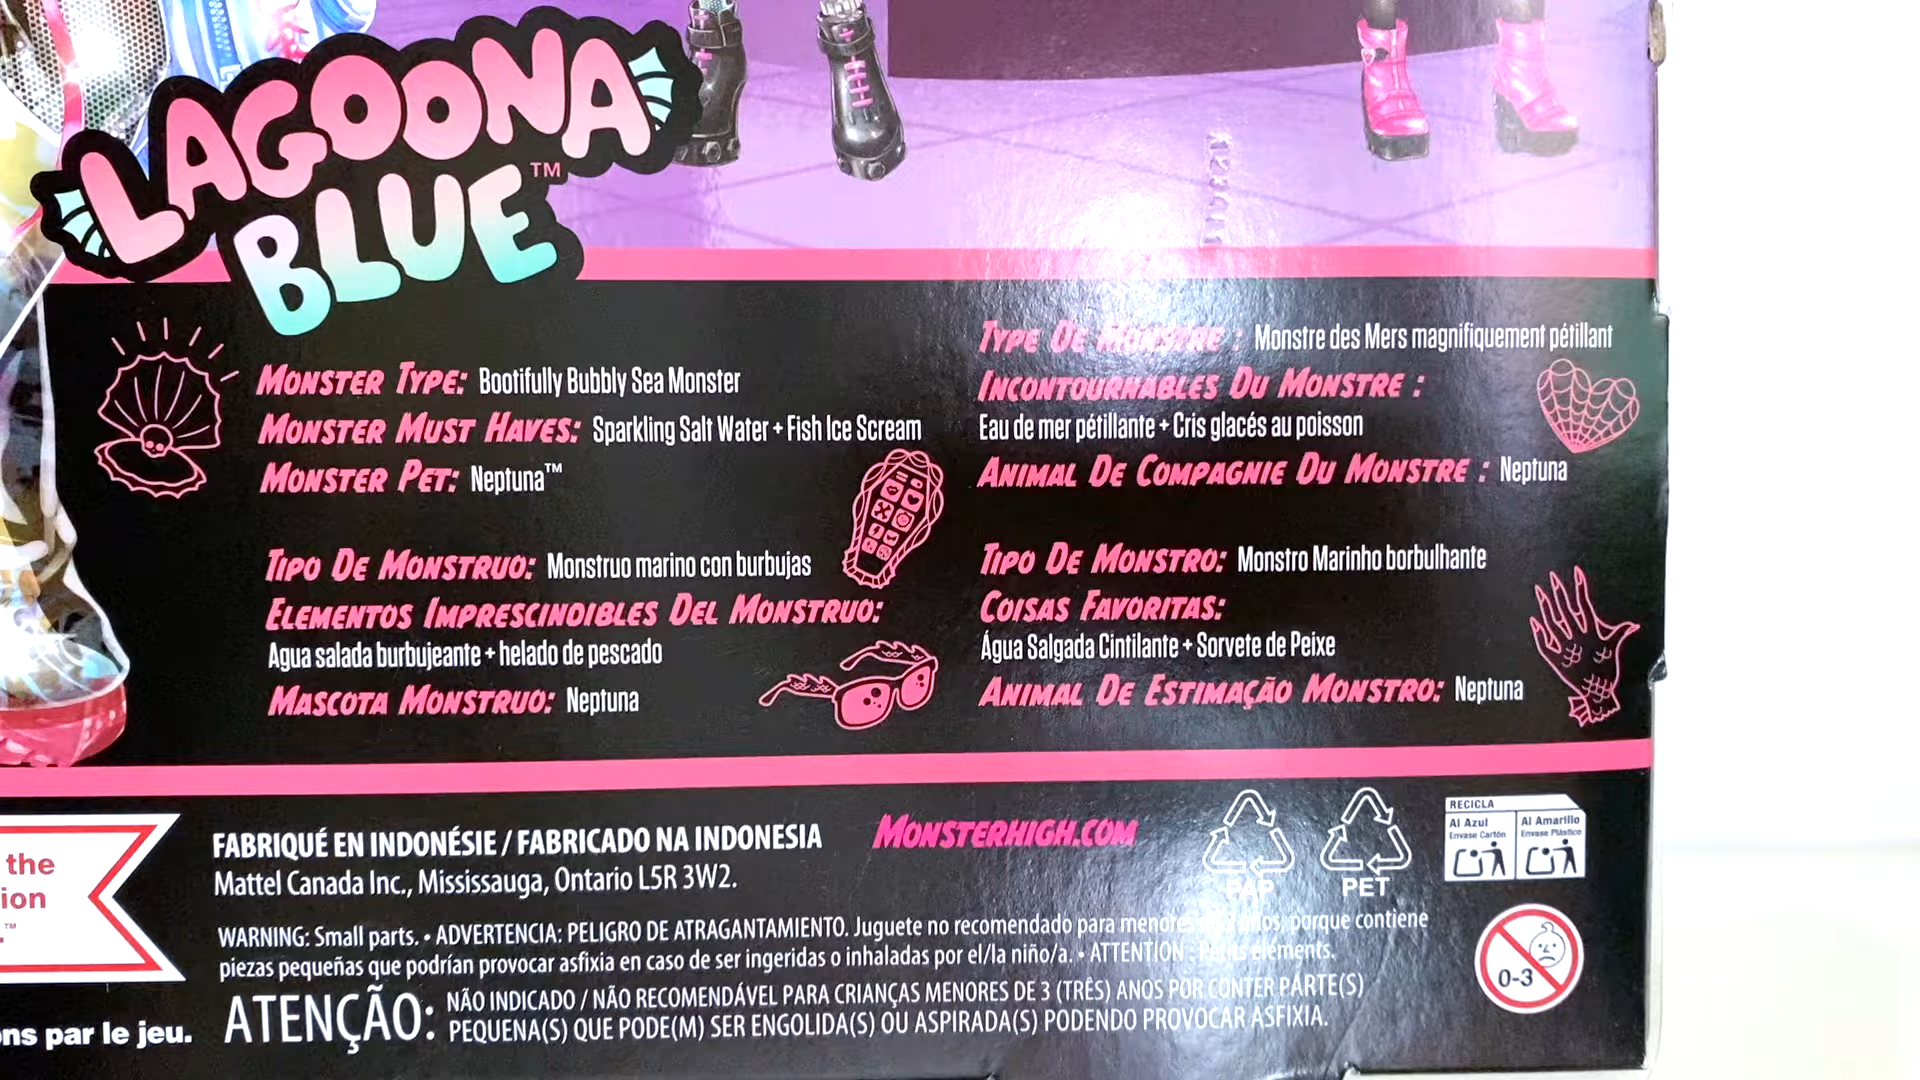 LAGOONA
BLUE™
MONSTER TYPE: Bootifully Bubbly Sea Monster
MONSTER MUST HAVES: Sparkling Salt Water + Fish Ice Scream
MONSTER PET: Neptuna™
TYPE DE MONSTRE : Monstre des Mers magnifiquement pétillant
INCONTOURNABLES DU MONSTRE :
Eau de mer pétillante + Cris glacés au poisson
ANIMAL DE COMPAGNIE DU MONSTRE : Neptuna
TIPO DE MONSTRUO: Monstruo marino con burbujas
ELEMENTOS IMPRESCINDIBLES DEL MONSTRUO:
Agua salada burbujeante + helado de pescado
MASCOTA MONSTRUO: Neptuna
TIPO DE MONSTRO: Monstro Marinho borbulhante
COISAS FAVORITAS:
Água Salgada Cintilante + Sorvete de Peixe
ANIMAL DE ESTIMAÇÃO MONSTRO: Neptuna
the
ion
™
ns par le jeu.
FABRIQUÉ EN INDONÉSIE / FABRICADO NA INDONESIA
Mattel Canada Inc., Mississauga, Ontario L5R 3W2.
MONSTERHIGH.COM
PAP
PET
RECICLA
Al Azul
Envase Cartón
Al Amarillo
Envase Plástico
WARNING: Small parts. • ADVERTENCIA: PELIGRO DE ATRAGANTAMIENTO. Juguete no recomendado para menores años, porque contiene
piezas pequeñas que podrían provocar asfixia en caso de ser ingeridas o inhaladas por el/la niño/a. • ATTENTION : Petits éléments.
ATENÇÃO: NÃO INDICADO / NÃO RECOMENDÁVEL PARA CRIANÇAS MENORES DE 3 (TRÊS) ANOS POR CONTER PARTE(S)
PEQUENA(S) QUE PODE(M) SER ENGOLIDA(S) OU ASPIRADA(S) PODENDO PROVOCAR ASFIXIA.
0-3